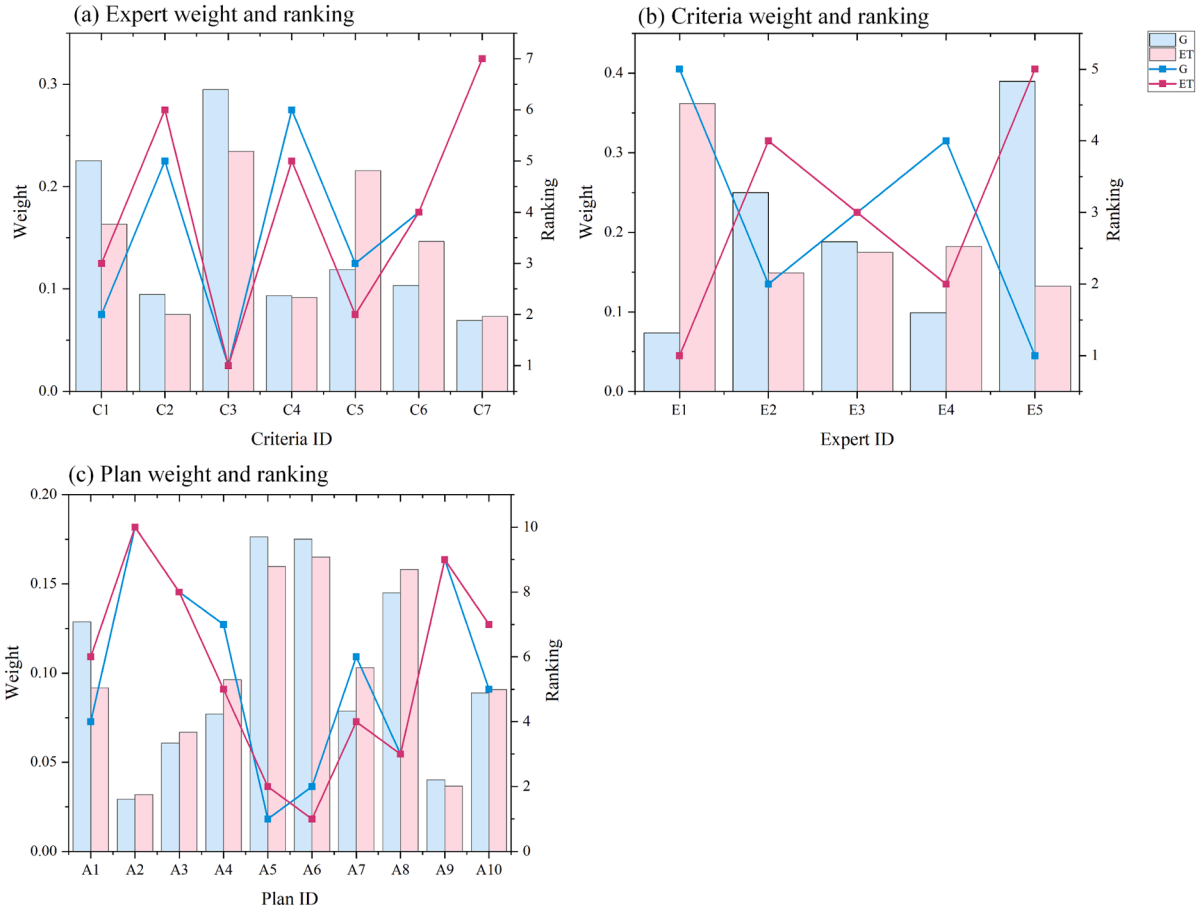 (a) Expert weight and ranking
0.3
0.2
0.1
0.0
Weight
7
6
5
4
3
2
1
Ranking
C1 C2 C3 C4 C5 C6 C7
Criteria ID
(b) Criteria weight and ranking
0.4
0.3
0.2
0.1
0.0
Weight
5
4
3
2
1
Ranking
E1 E2 E3 E4 E5
Expert ID
G
ET
G
ET
(c) Plan weight and ranking
0.20
0.15
0.10
0.05
0.00
Weight
10
8
6
4
2
0
Ranking
A1 A2 A3 A4 A5 A6 A7 A8 A9 A10
Plan ID